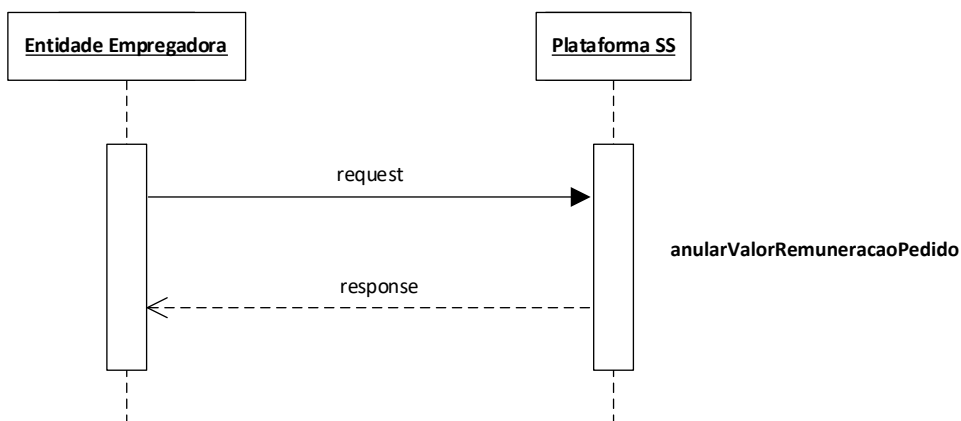 Entidade Empregadora
Plataforma SS
request
anularValorRemuneracaoPedido
response